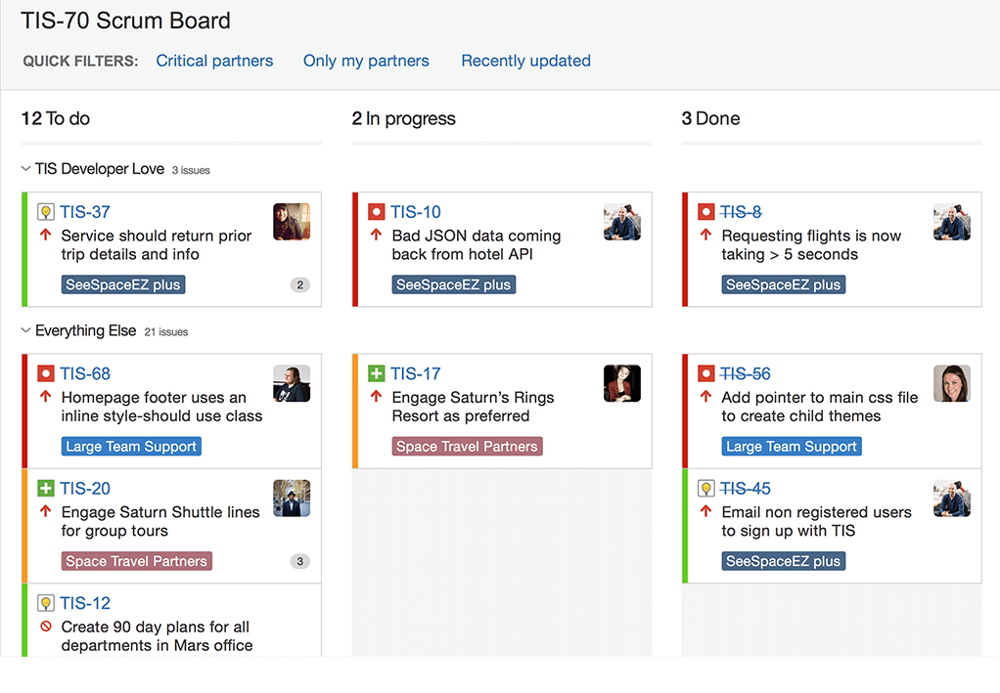 TIS-70 Scrum Board
QUICK FILTERS: Critical partners Only my partners Recently updated
12 To do
2 In progress
3 Done
TIS Developer Love 3 issues
TIS-37
Service should return prior
trip details and info
SeeSpaceEZ plus
2
TIS-10
Bad JSON data coming
back from hotel API
SeeSpaceEZ plus
TIS-8
Requesting flights is now
taking > 5 seconds
SeeSpaceEZ plus
Everything Else 21 issues
TIS-68
Homepage footer uses an
inline style-should use class
Large Team Support
TIS-17
Engage Saturn’s Rings
Resort as preferred
Space Travel Partners
TIS-56
Add pointer to main css file
to create child themes
Large Team Support
TIS-20
Engage Saturn Shuttle lines
for group tours
Space Travel Partners
3
TIS-45
Email non registered users
to sign up with TIS
SeeSpaceEZ plus
TIS-12
Create 90 day plans for all
departments in Mars office